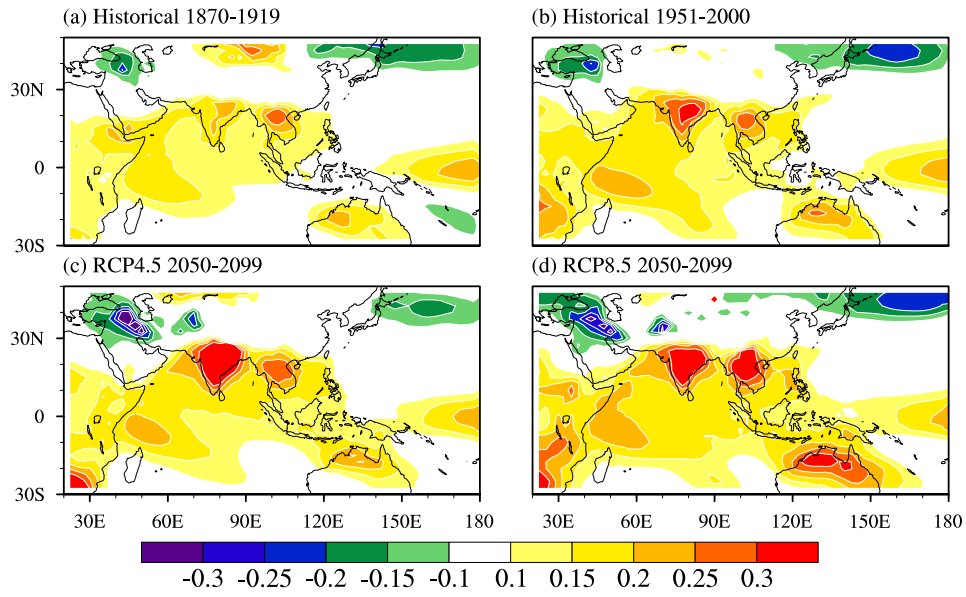 (a) Historical 1870-1919
(b) Historical 1951-2000
30N
0
30S
(c) RCP4.5 2050-2099
(d) RCP8.5 2050-2099
30N
0
30S
30E 60E 90E 120E 150E 180
30E 60E 90E 120E 150E 180
-0.3 -0.25 -0.2 -0.15 -0.1 0.1 0.15 0.2 0.25 0.3